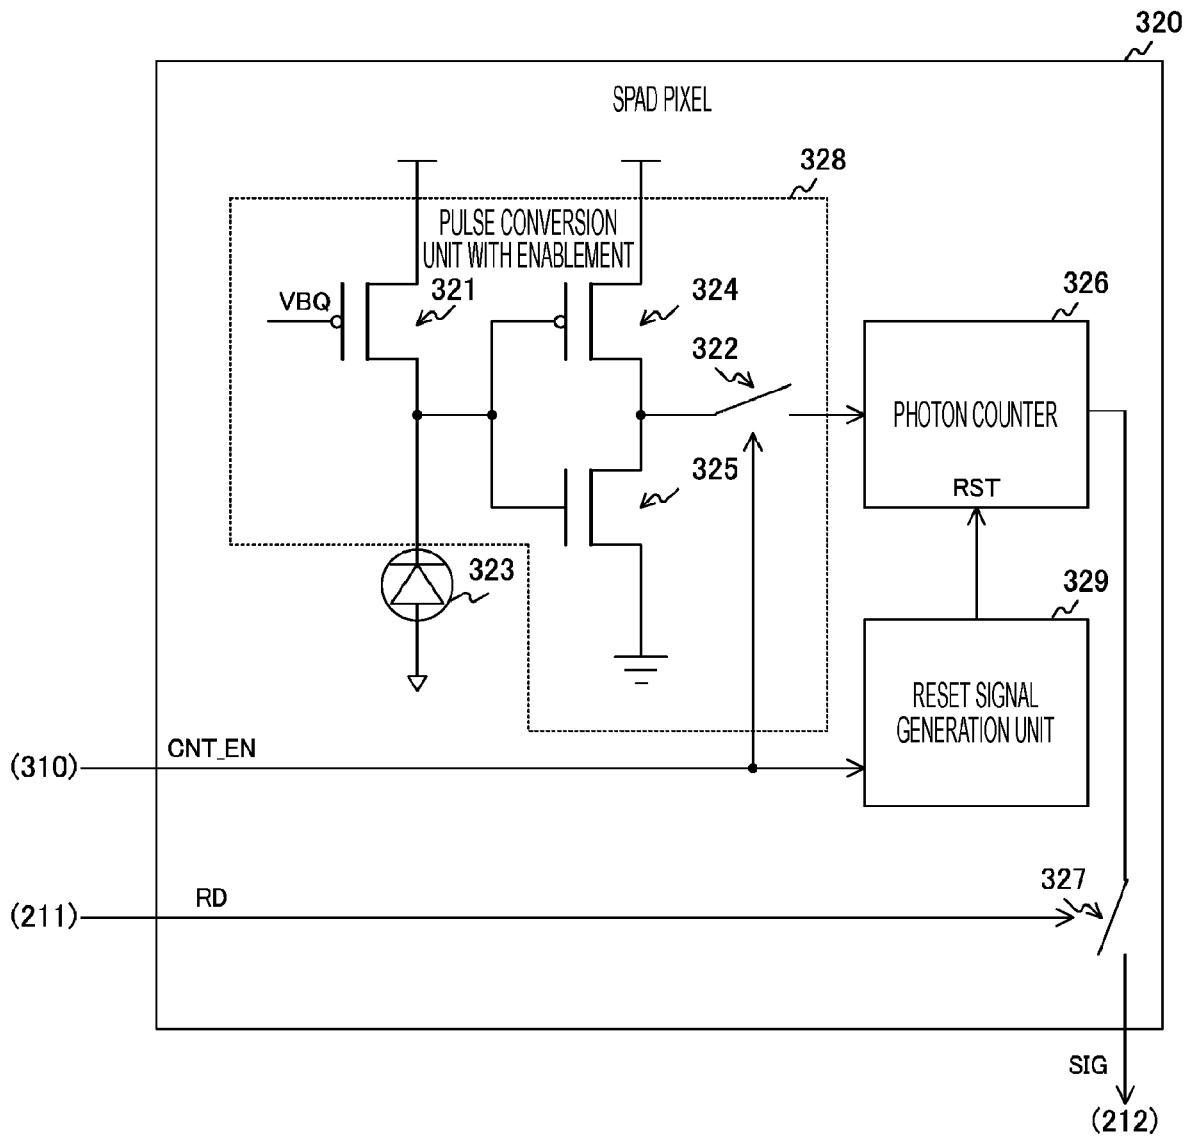 320
SPAD PIXEL
328
PULSE CONVERSION
UNIT WITH ENABLEMENT
VBQ
321
324
326
322
PHOTON COUNTER
325
RST
323
329
RESET SIGNAL
GENERATION UNIT
(310)
CNT_EN
(211)
RD
327
SIG
(212)